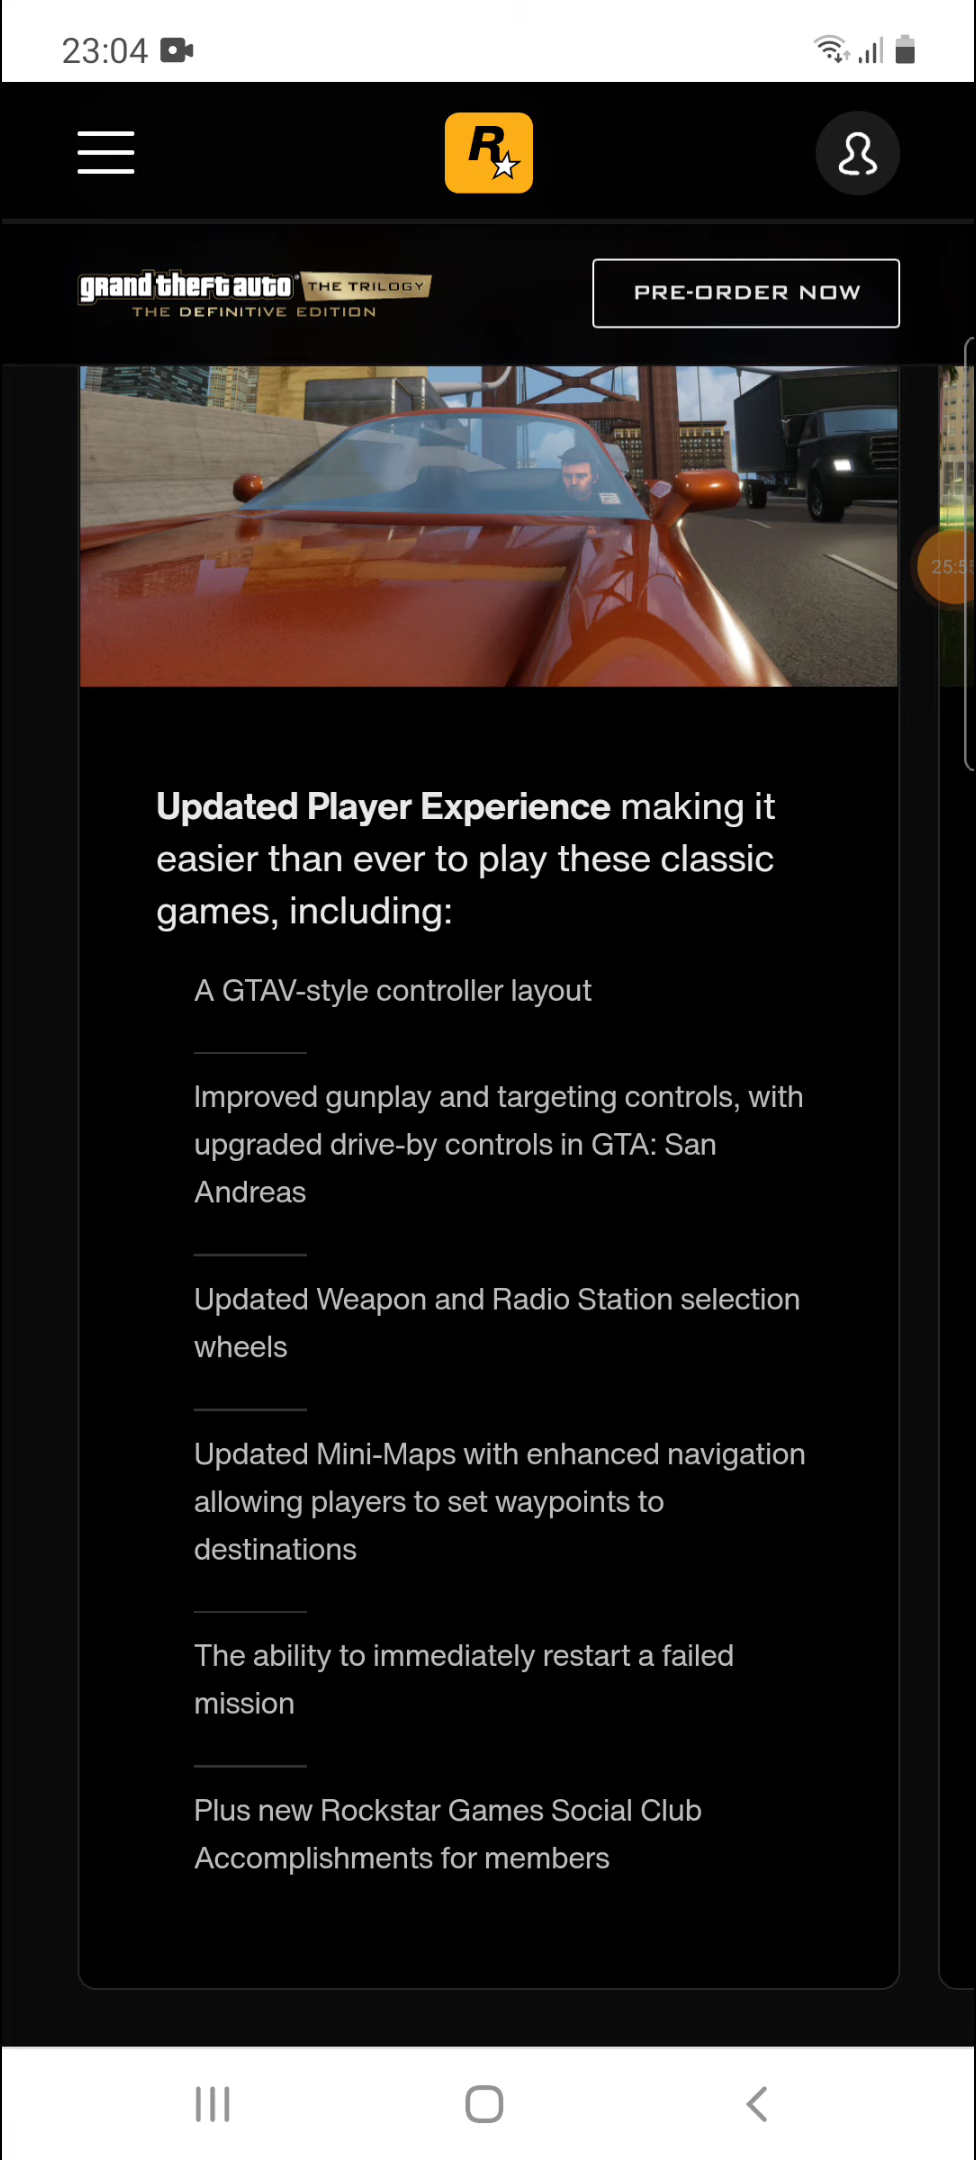 23:04
R
grand theft auto THE TRILOGY
THE DEFINITIVE EDITION
PRE-ORDER NOW
Updated Player Experience making it
easier than ever to play these classic
games, including:
A GTAV-style controller layout
Improved gunplay and targeting controls, with
upgraded drive-by controls in GTA: San
Andreas
Updated Weapon and Radio Station selection
wheels
Updated Mini-Maps with enhanced navigation
allowing players to set waypoints to
destinations
The ability to immediately restart a failed
mission
Plus new Rockstar Games Social Club
Accomplishments for members